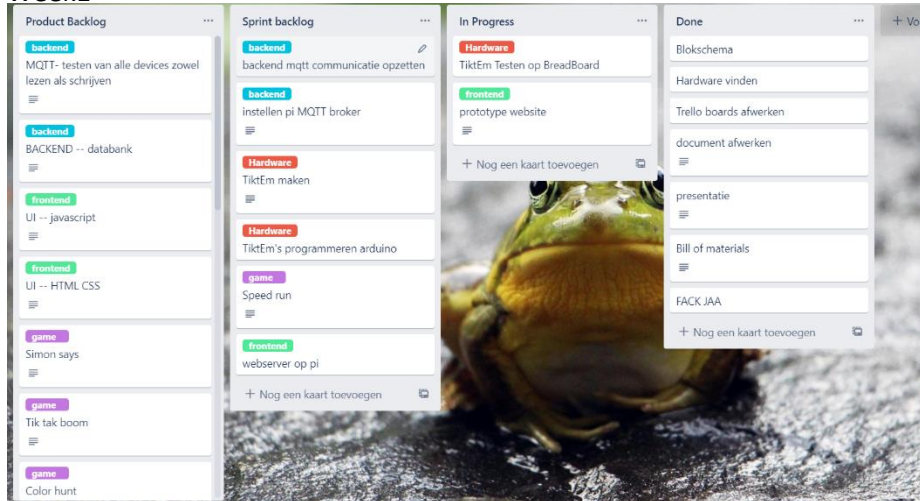 Product Backlog
backend
MQTT- testen van alle devices zowel
lezen als schrijven
backend
BACKEND -- databank
frontend
UI -- javascript
frontend
UI -- HTML CSS
game
Simon says
game
Tik tak boom
game
Color hunt
Sprint backlog
backend
backend mqtt communicatie opzetten
backend
instellen pi MQTT broker
Hardware
TiktEm maken
Hardware
TiktEm's programmeren arduino
game
Speed run
frontend
webserver op pi
+ Nog een kaart toevoegen
In Progress
Hardware
TiktEm Testen op BreadBoard
frontend
prototype website
+ Nog een kaart toevoegen
Done
Blokschema
Hardware vinden
Trello boards afwerken
document afwerken
presentatie
Bill of materials
FACK JAA
+ Nog een kaart toevoegen
+ Vo